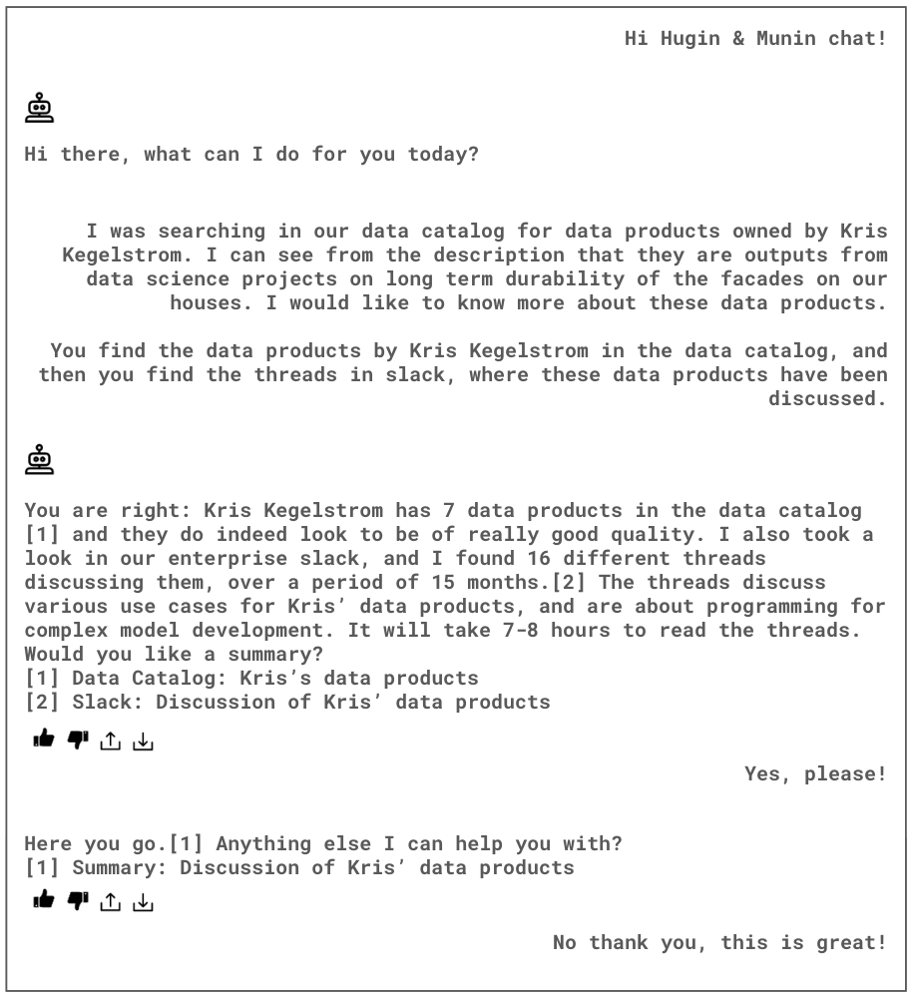 Hi Hugin & Munin chat!
Hi there, what can I do for you today?
I was searching in our data catalog for data products owned by Kris
Kegelstrom. I can see from the description that they are outputs from
data science projects on long term durability of the facades on our
houses. I would like to know more about these data products.
You find the data products by Kris Kegelstrom in the data catalog, and
then you find the threads in slack, where these data products have been
discussed.
You are right: Kris Kegelstrom has 7 data products in the data catalog
[1] and they do indeed look to be of really good quality. I also took a
look in our enterprise slack, and I found 16 different threads
discussing them, over a period of 15 months.[2] The threads discuss
various use cases for Kris’ data products, and are about programming for
complex model development. It will take 7-8 hours to read the threads.
Would you like a summary?
[1] Data Catalog: Kris’s data products
[2] Slack: Discussion of Kris’ data products
Yes, please!
Here you go.[1] Anything else I can help you with?
[1] Summary: Discussion of Kris’ data products
No thank you, this is great!